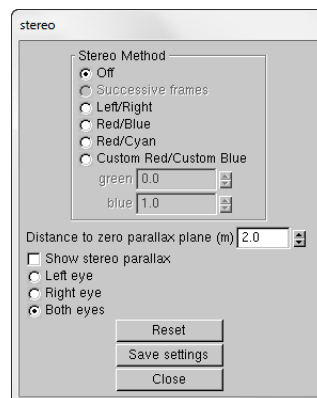 stereo
Stereo Method
Off
Successive frames
Left/Right
Red/Blue
Red/Cyan
Custom Red/Custom Blue
green 0.0
blue 1.0
Distance to zero parallax plane (m) 2.0
Show stereo parallax
Left eye
Right eye
Both eyes
Reset
Save settings
Close